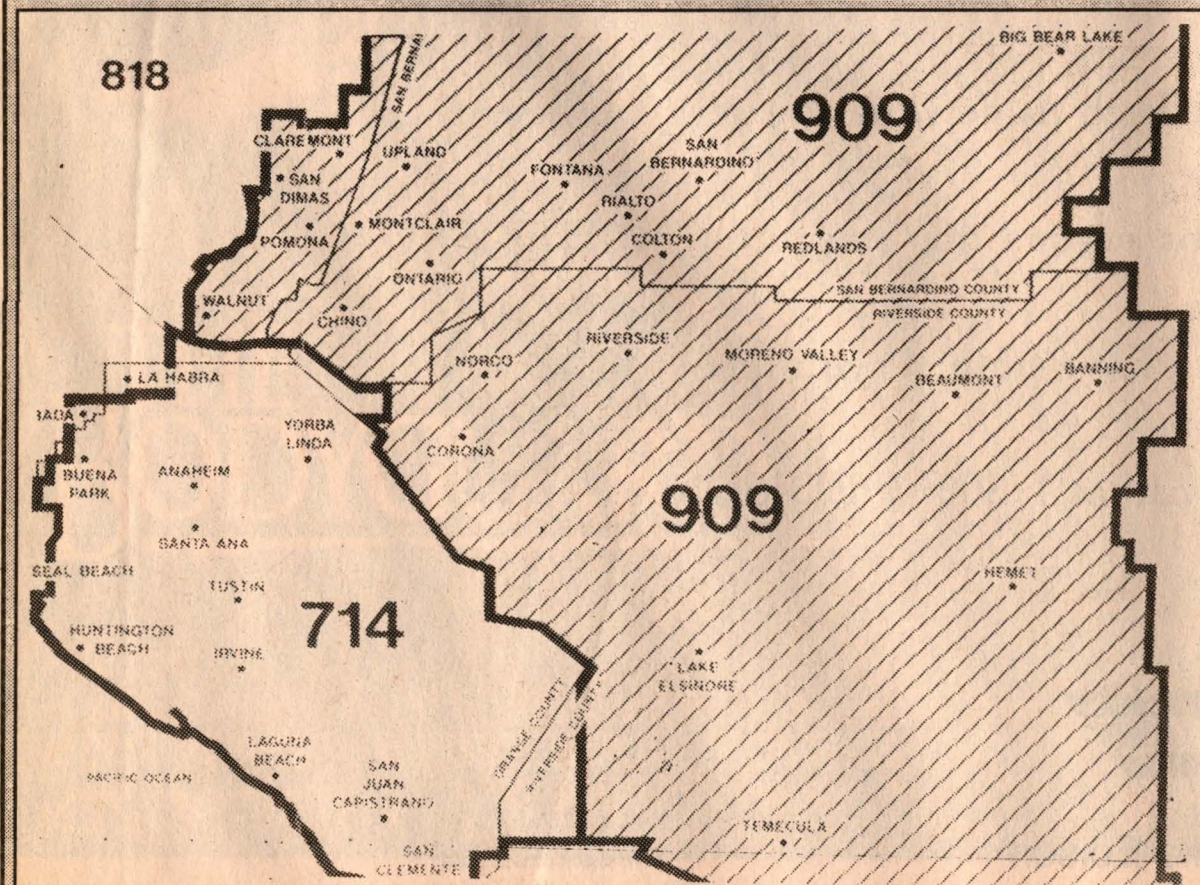 818
BIG BEAR LAKE
909
CLAREMONT
UPLAND
SAN
BERNARDINO
FONTANA
SAN
DIMAS
RIALTO
MONTCLAIR
POMONA
COLTON
REDLANDS
ONTARIO
SAN BERNARDINO COUNTY
WALNUT
RIVERSIDE COUNTY
CHINO
RIVERSIDE
NORCO
MORENO VALLEY
BANNING
LA HABRA
BEAUMONT
YORBA
LINDA
CORONA
BUENA
PARK
ANAHEIM
909
SANTA ANA
SEAL BEACH
HEMET
TUSTIN
714
HUNTINGTON
BEACH
IRVINE
LAKE
ELSINORE
ORANGE COUNTY
RIVERSIDE COUNTY
LAGUNA
BEACH
PACIFIC OCEAN
SAN
JUAN
CAPISTRANO
TEMECULA
SAN
CLEMENTE